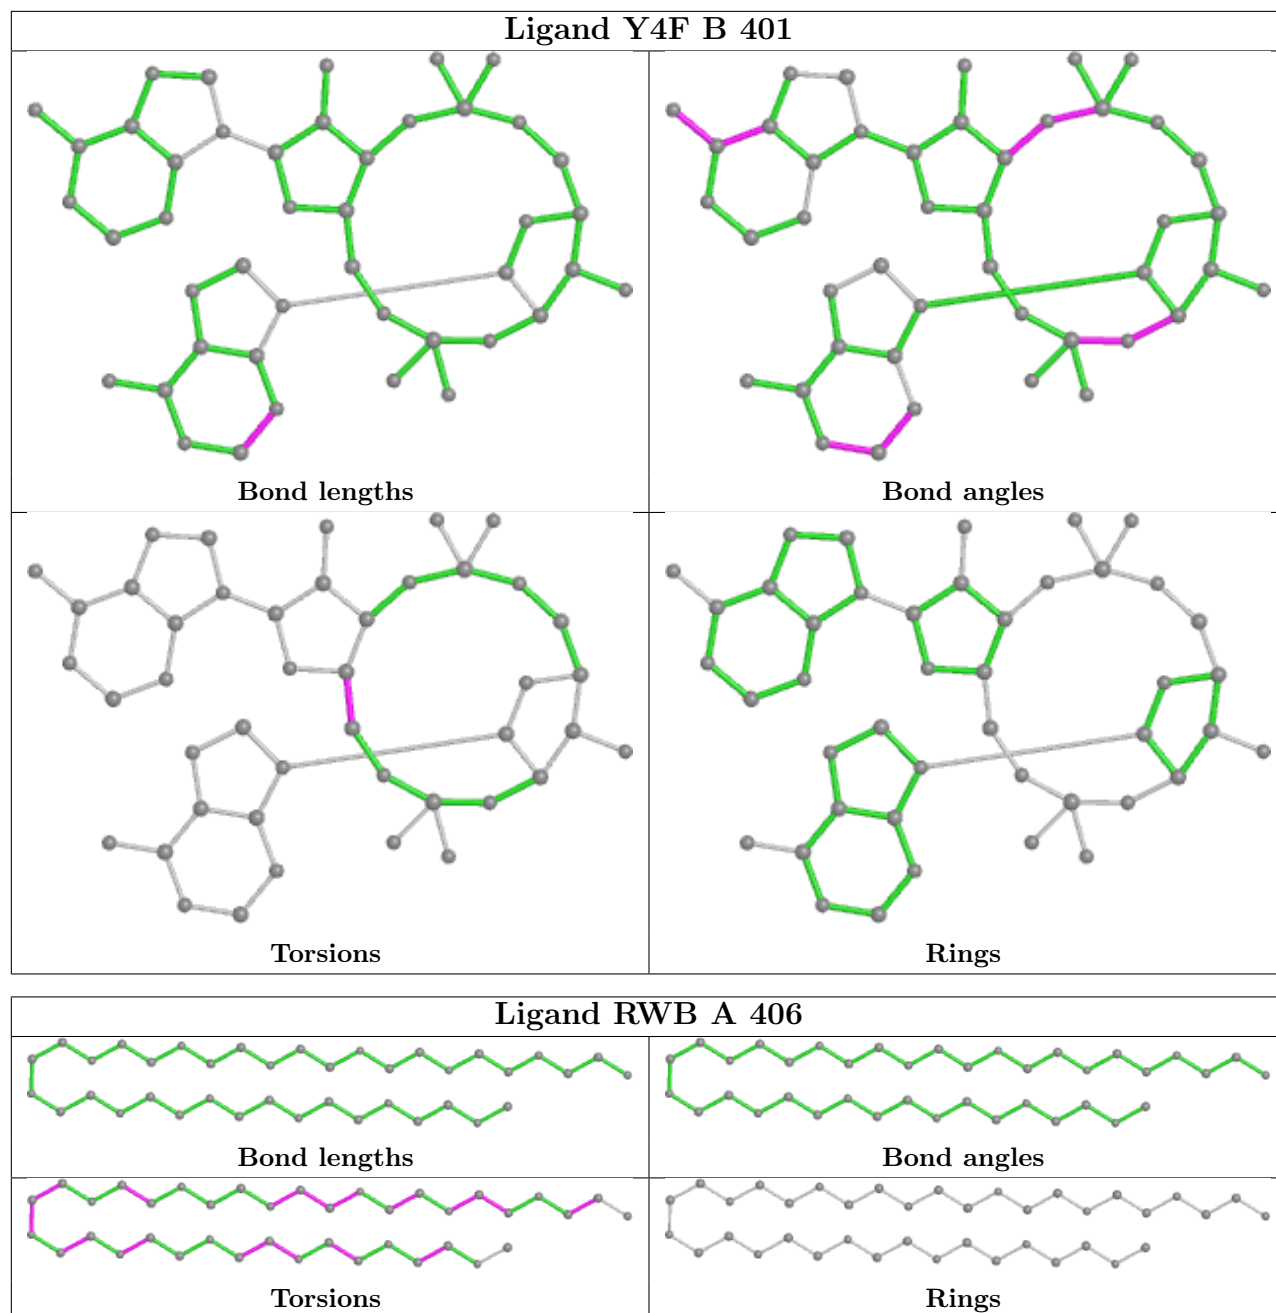 Ligand Y4F B 401
Bond lengths
Bond angles
Torsions
Rings
Ligand RWB A 406
Bond lengths
Bond angles
Torsions
Rings